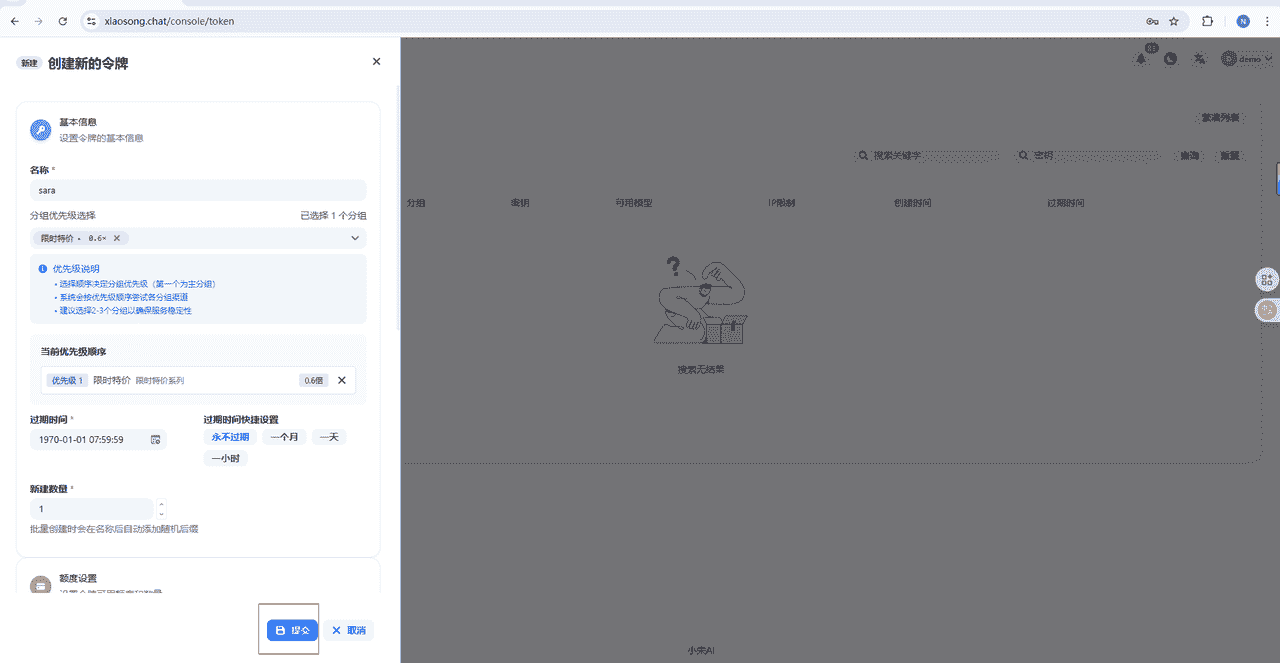 xiaosong.chat/console/token
N
新建 创建新的令牌
demo
基本信息
设置令牌的基本信息
名称 *
sara
分组优先级选择 已选择 1 个分组
限时特价 • 0.6×
优先级说明
• 选择顺序决定分组优先级（第一个为主分组）
• 系统会按优先级顺序尝试各分组渠道
• 建议选择2-3个分组以确保服务稳定性
当前优先级顺序
优先级 1 限时特价 限时特价系列 0.6倍
过期时间 * 过期时间快捷设置
1970-01-01 07:59:59 永不过期 一个月 一天
一小时
新建数量 *
1
批量创建时会在名称后自动添加随机后缀
额度设置
提交 取消
搜索关键字 密钥 查询 重置
分组 密钥 可用模型 IP限制 创建时间 过期时间
搜索无结果